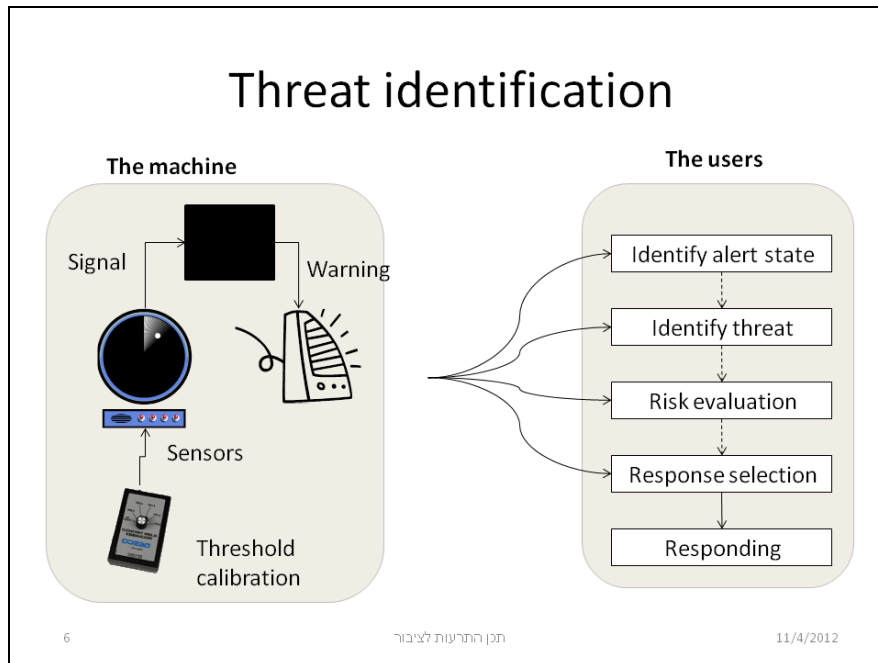 Threat identification
The machine
Signal
Warning
Sensors
Threshold
calibration
The users
Identify alert state
Identify threat
Risk evaluation
Response selection
Responding
6
תכן התרעות לציבור
11/4/2012